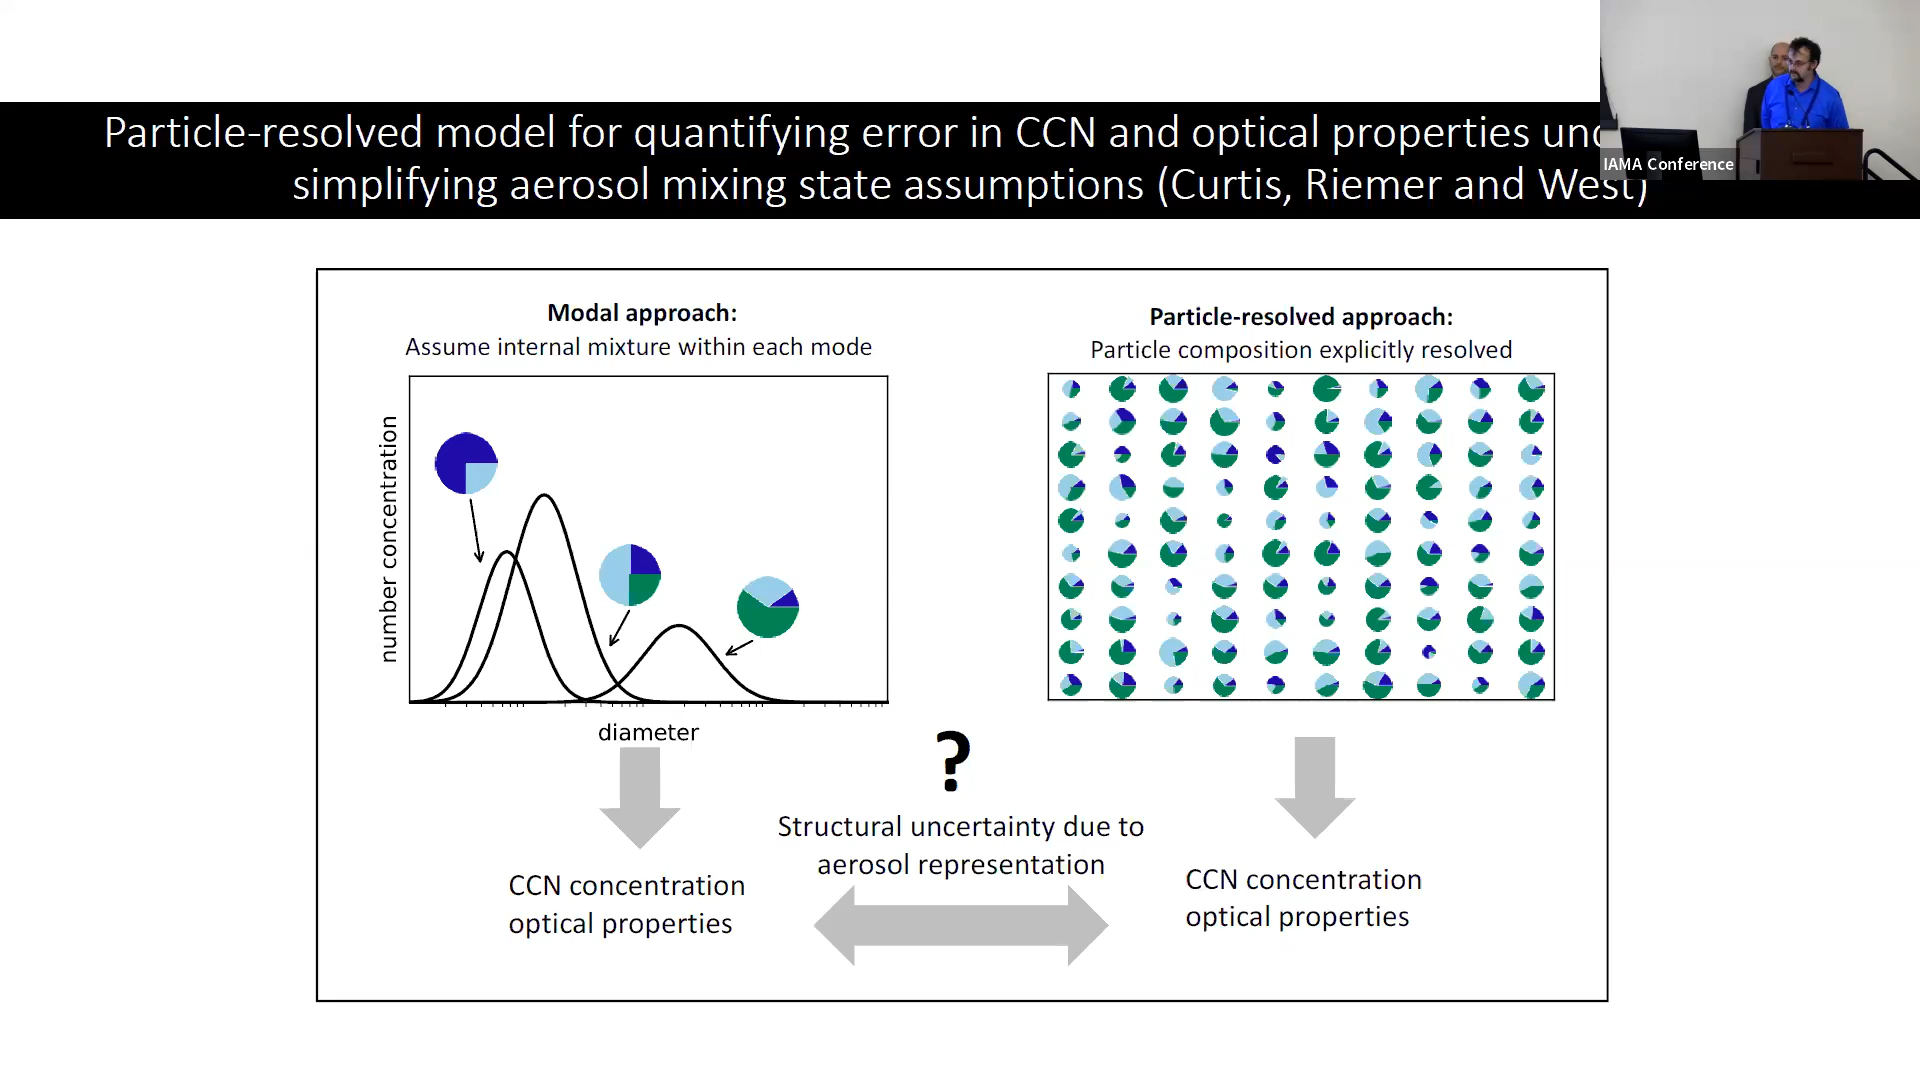 Particle-resolved model for quantifying error in CCN and optical properties
simplifying aerosol mixing state assumptions (Curtis, Riemer and West)
IAMA Conference
Modal approach:
Assume internal mixture within each mode
number concentration
diameter
Particle-resolved approach:
Particle composition explicitly resolved
?
Structural uncertainty due to
aerosol representation
CCN concentration
optical properties
CCN concentration
optical properties